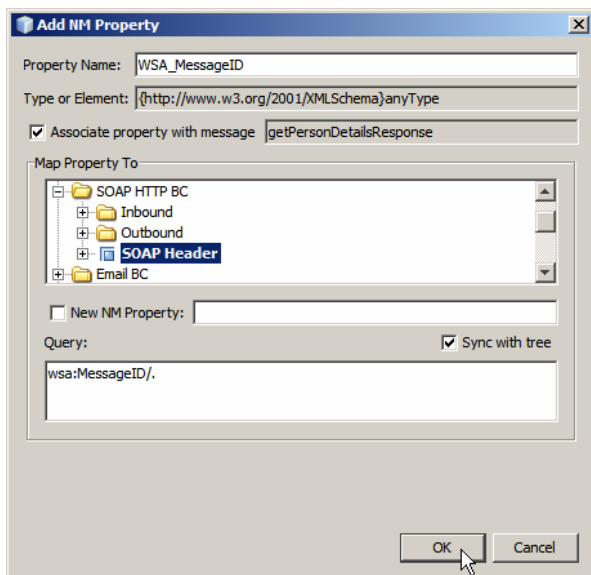 Add NM Property
Property Name: WSA_MessageID
Type or Element: {http://www.w3.org/2001/XMLSchema}anyType
Associate property with message getPersonDetailsResponse
Map Property To
SOAP HTTP BC
Inbound
Outbound
SOAP Header
Email BC
New NM Property:
Query: Sync with tree
wsa:MessageID/.
OK Cancel